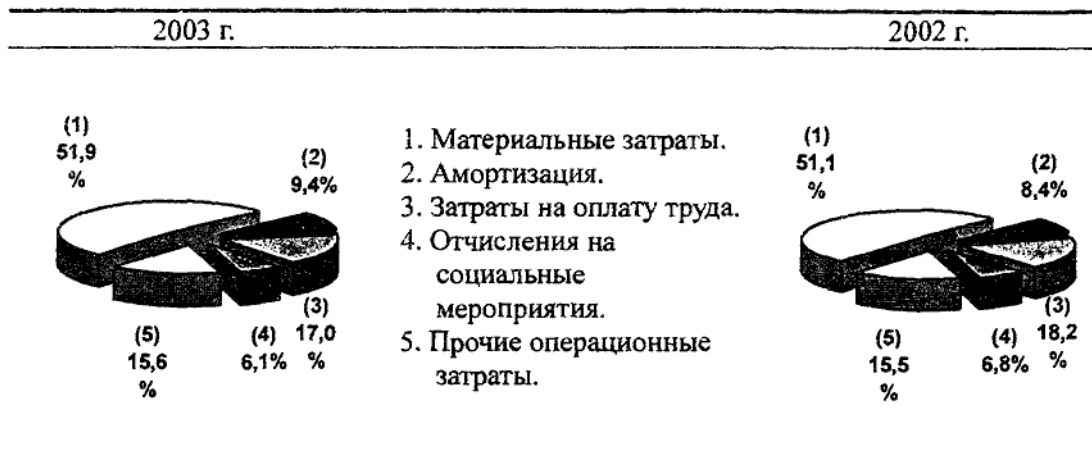 2003 г.
2002 г.
(1)
51,9
%
(2)
9,4%
(3)
17,0
%
(4)
6,1%
(5)
15,6
%
1. Материальные затраты.
2. Амортизация.
3. Затраты на оплату труда.
4. Отчисления на
социальные
мероприятия.
5. Прочие операционные
затраты.
(1)
51,1
%
(2)
8,4%
(3)
18,2
%
(4)
6,8%
(5)
15,5
%